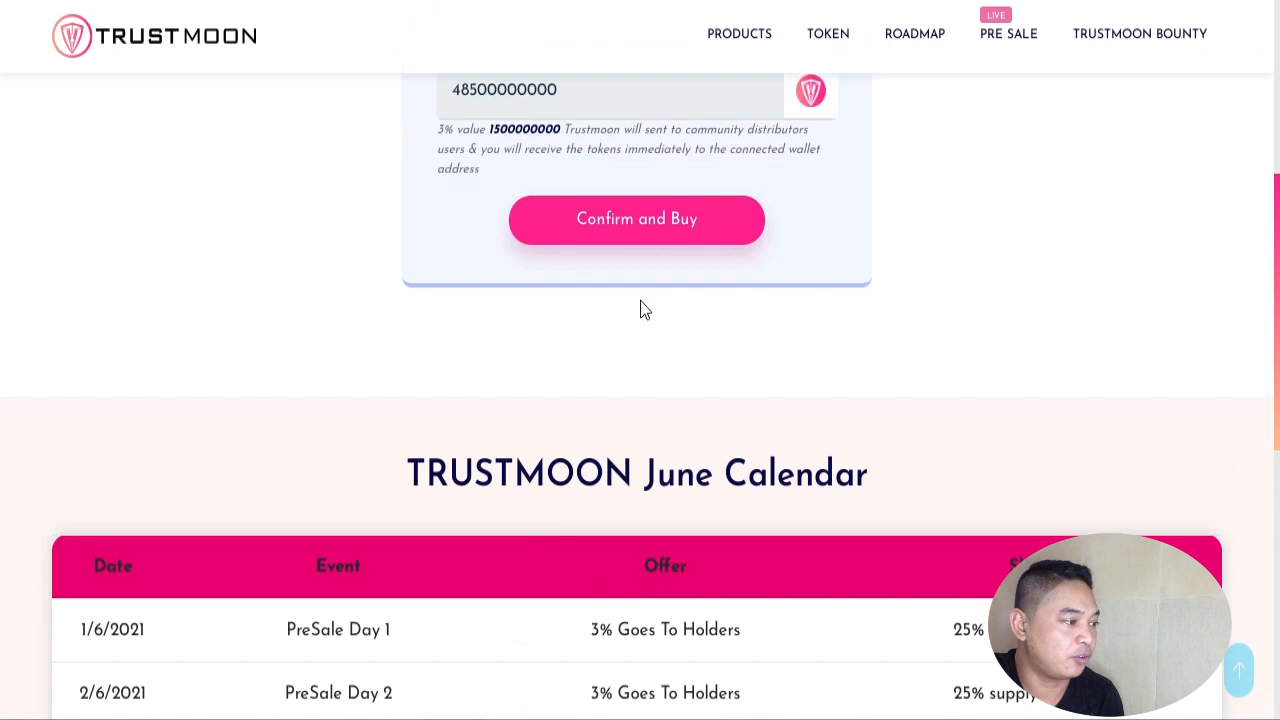 TRUSTMOON
PRODUCTS
TOKEN
ROADMAP
LIVE
PRE SALE
TRUSTMOON BOUNTY
48500000000
3% value 1500000000 Trustmoon will sent to community distributors
users & you will receive the tokens immediately to the connected wallet
address
Confirm and Buy
TRUSTMOON June Calendar
Date Event Offer
1/6/2021 PreSale Day 1 3% Goes To Holders 25%
2/6/2021 PreSale Day 2 3% Goes To Holders 25% supply